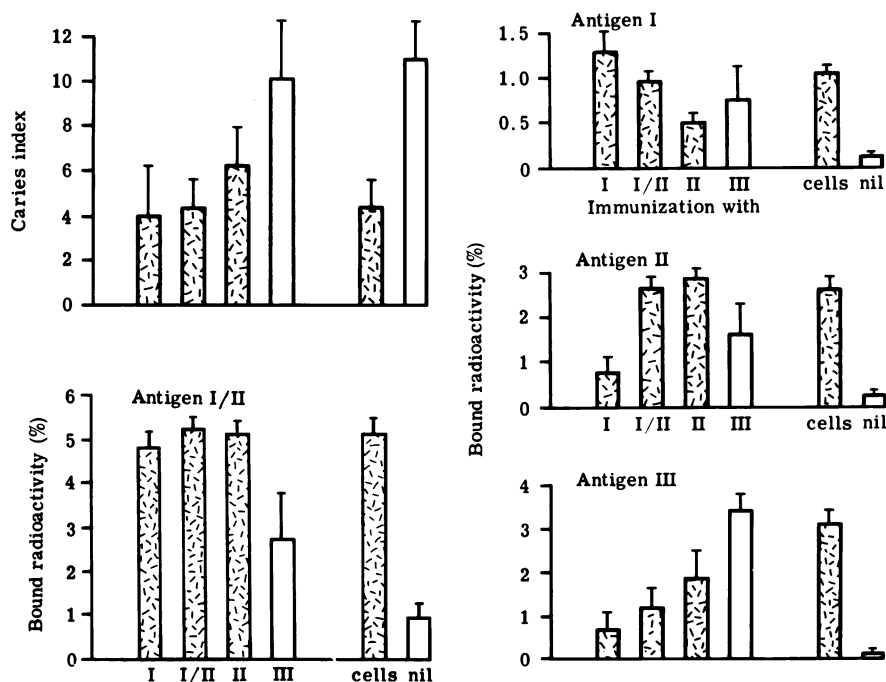 12
10
8
6
4
2
0
Caries index
Antigen I/II
6
5
4
3
2
1
0
Bound radioactivity (%)
I I/II II III cells nil
Antigen I
1.5
1.0
0.5
0
I I/II II III cells nil
Immunization with
Bound radioactivity (%)
Antigen II
3
2
1
0
I I/II II III cells nil
Antigen III
4
3
2
1
0